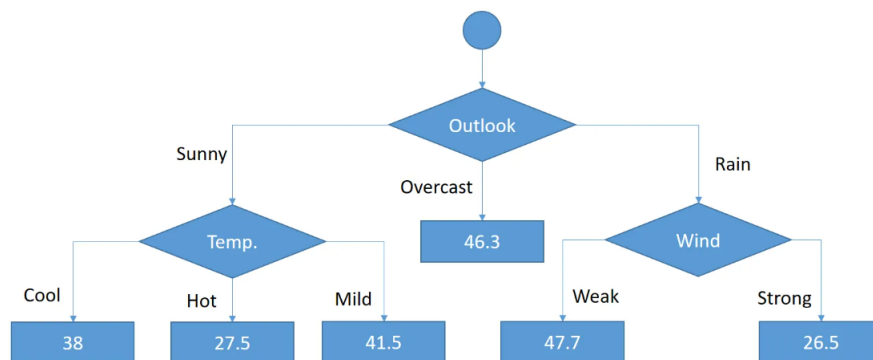 Outlook
Sunny
Rain
Overcast
Temp.
46.3
Wind
Cool
Hot
Mild
Weak
Strong
38
27.5
41.5
47.7
26.5